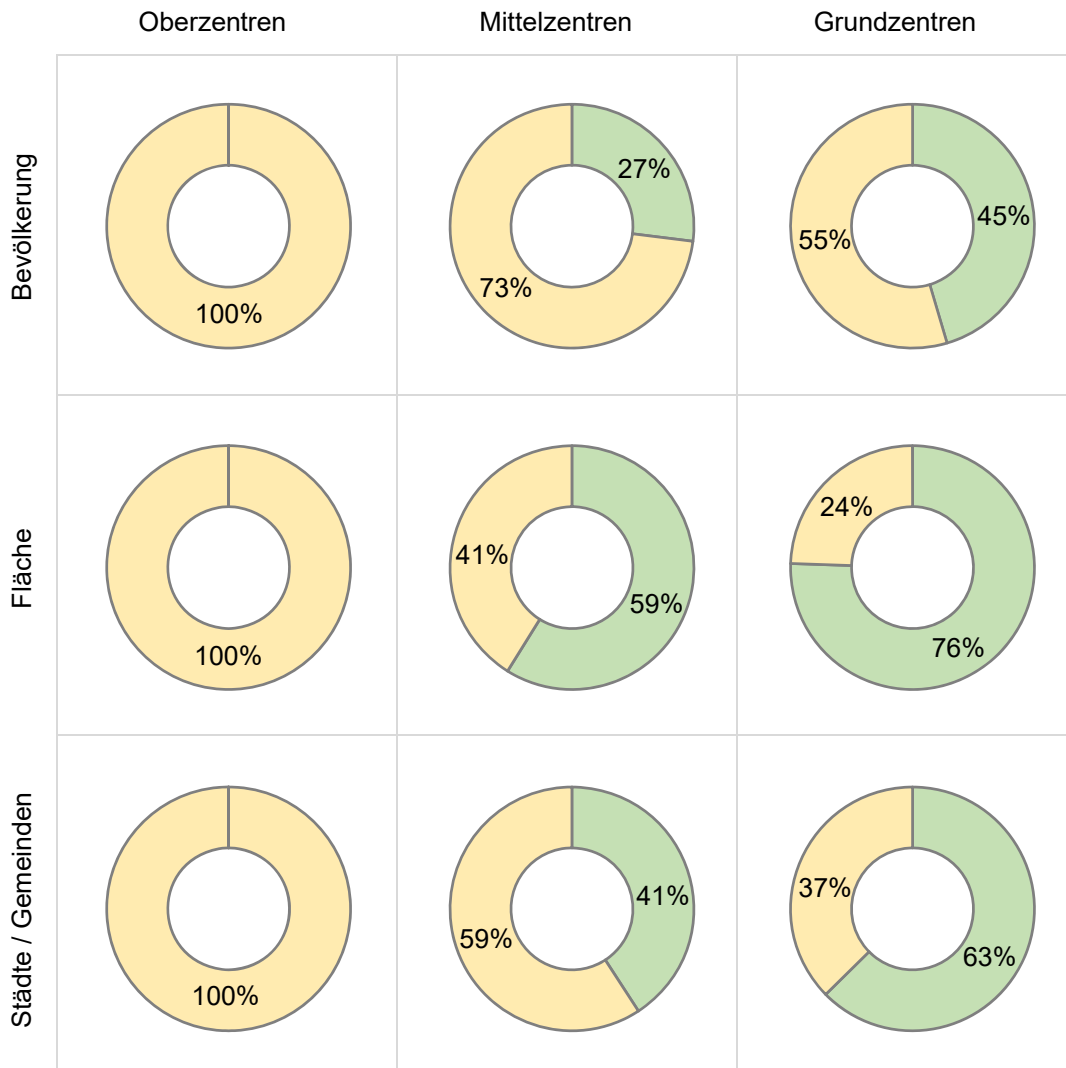 Oberzentren
Mittelzentren
Grundzentren
Bevölkerung
100%
27%
73%
45%
55%
Fläche
100%
41%
59%
24%
76%
Städte / Gemeinden
100%
41%
59%
37%
63%